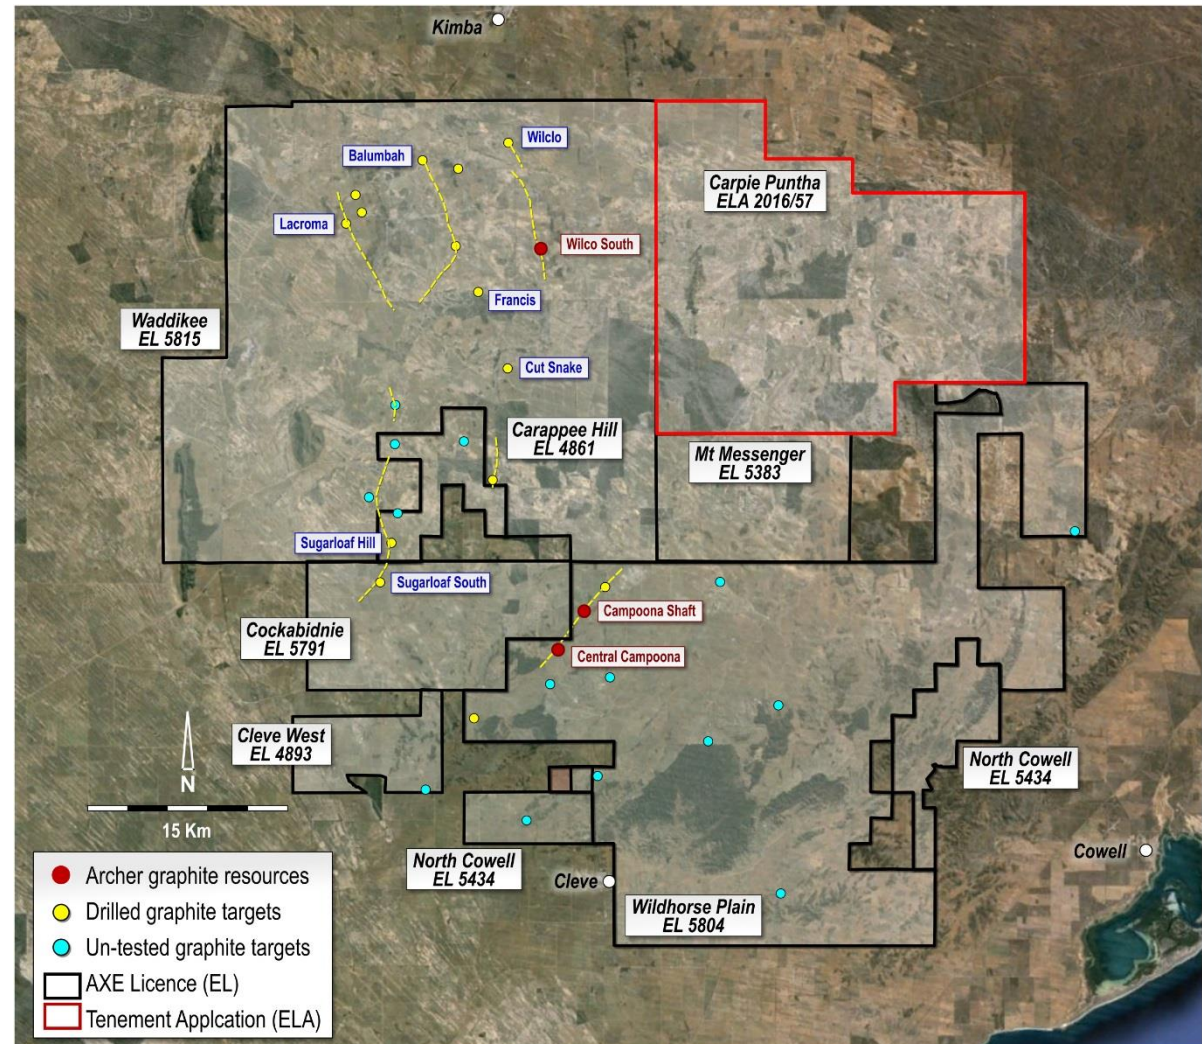 Kimba
Wilclo
Balumbah
Carpie Puntha
ELA 2016/57
Lacroma
Wilco South
Francis
Waddikee
EL 5815
Cut Snake
Carappee Hill
EL 4861
Mt Messenger
EL 5383
Sugarloaf Hill
Sugarloaf South
Campoona Shaft
Cockabidnie
EL 5791
Central Campoona
Cleve West
EL 4893
North Cowell
EL 5434
N
15 Km
North Cowell
EL 5434
Cowell
Cleve
Wildhorse Plain
EL 5804
Archer graphite resources
Drilled graphite targets
Un-tested graphite targets
AXE Licence (EL)
Tenement Applcation (ELA)